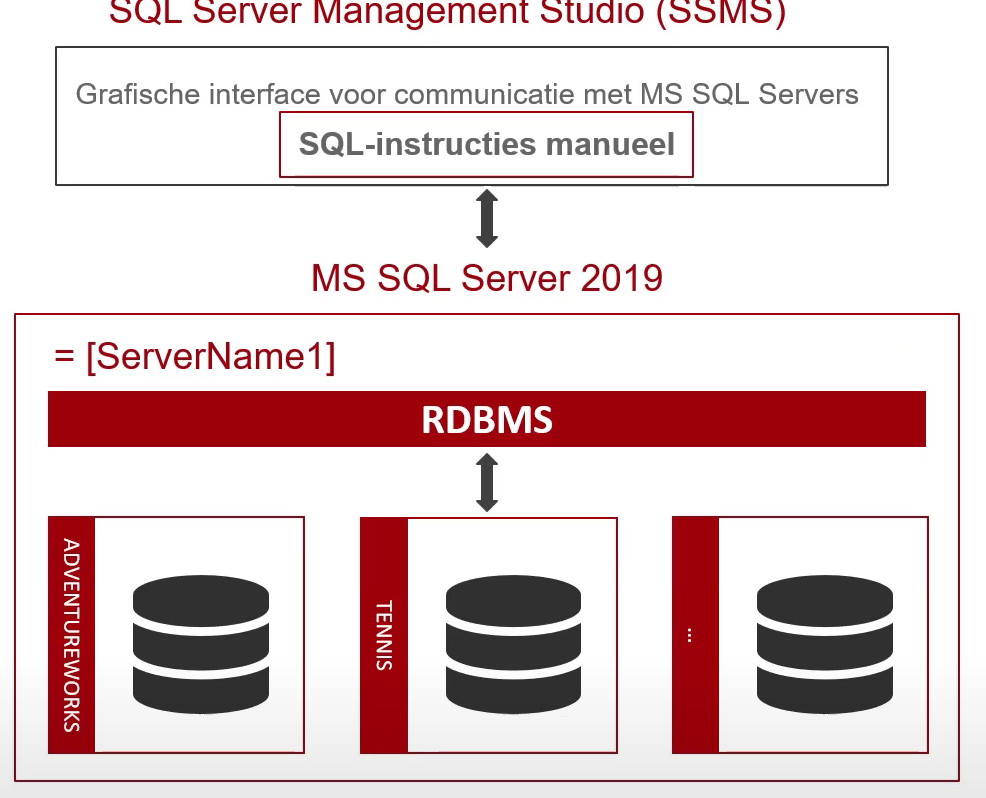 SQL Server Management Studio (SSMS)
Grafische interface voor communicatie met MS SQL Servers
SQL-instructies manueel
MS SQL Server 2019
= [ServerName1]
RDBMS
ADVENTUREWORKS
TENNIS
...